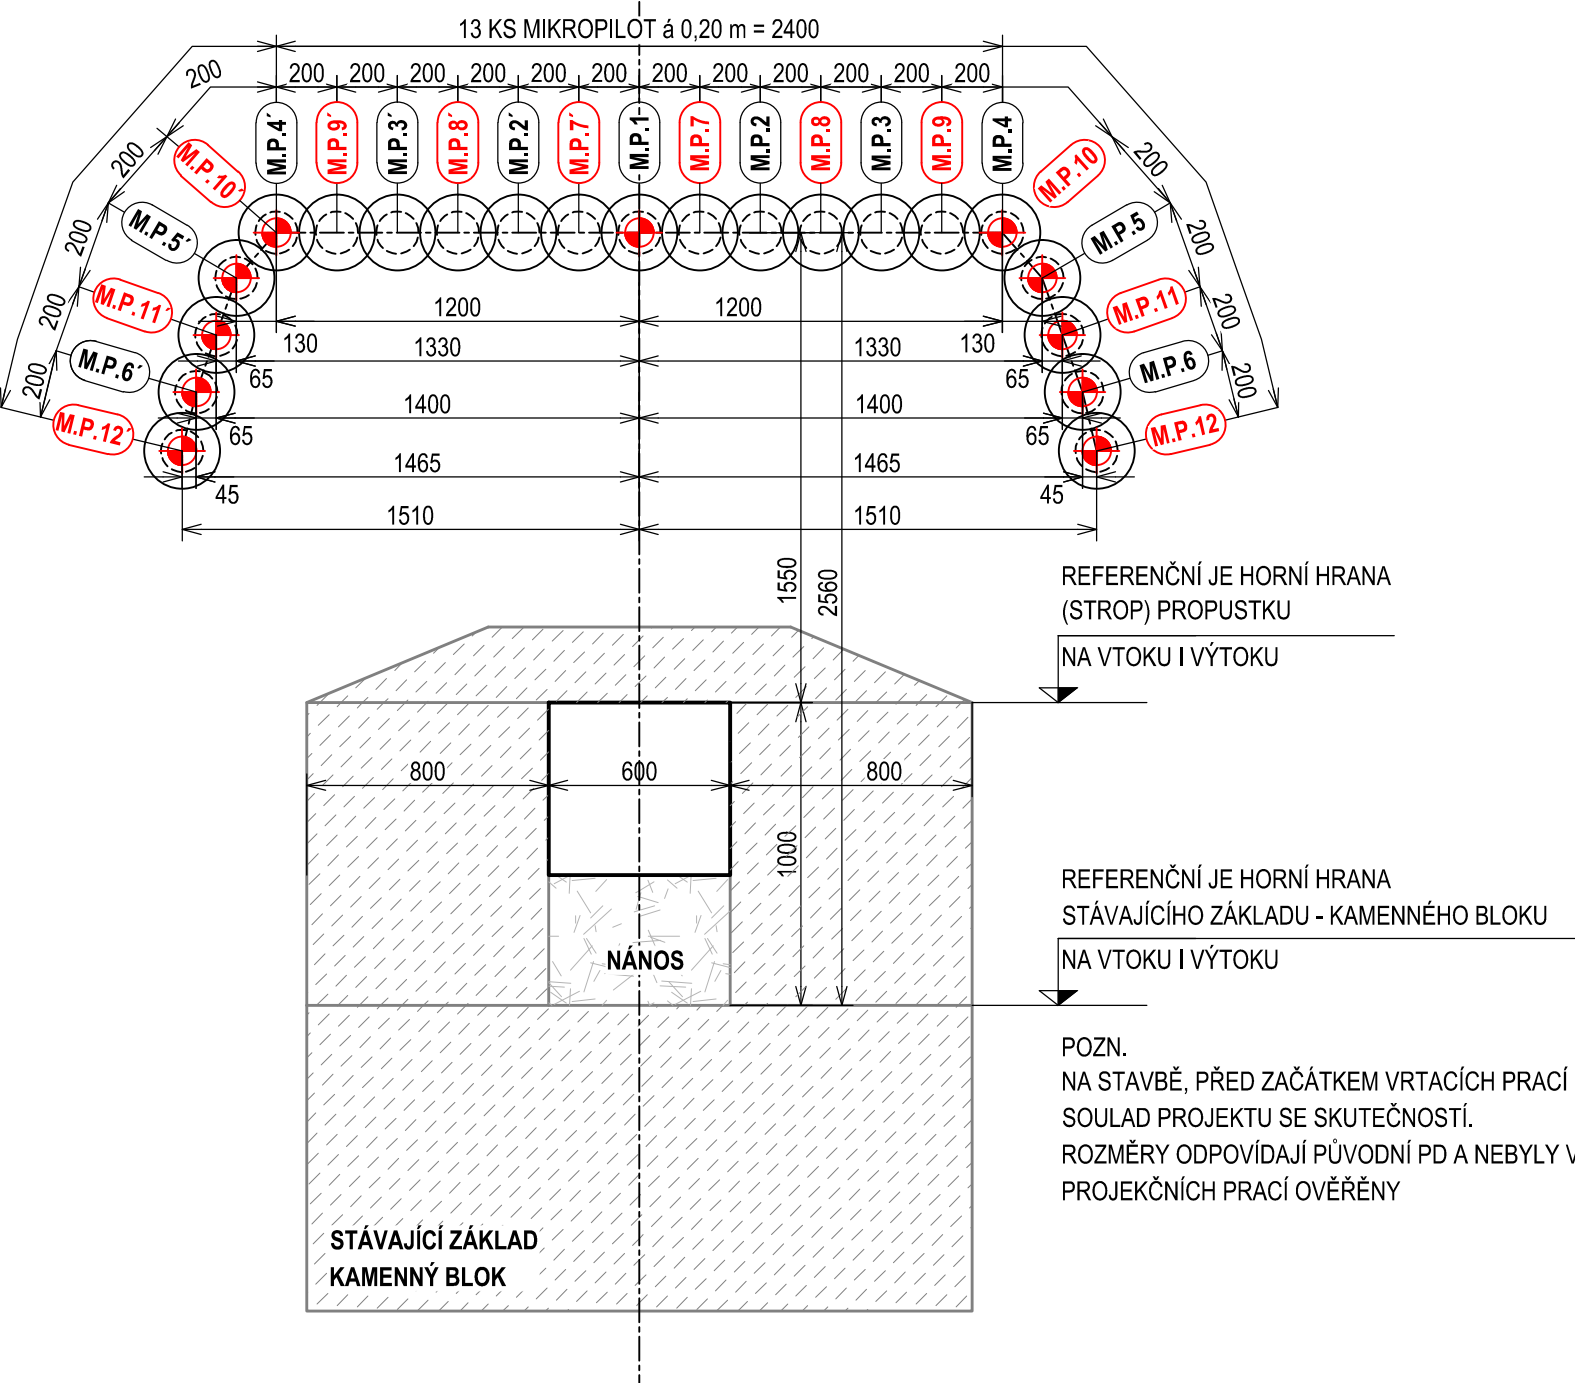 13 KS MIKROPILOT á 0,20 m = 2400
200 200 200 200 200 200 200 200 200 200 200 200 200
M.P.4´ M.P.9´ M.P.3´ M.P.8´ M.P.2´ M.P.7´ M.P.1 M.P.7 M.P.2 M.P.8 M.P.3 M.P.9 M.P.4
200 M.P.10´ M.P.10 200
200 M.P.5´ M.P.5 200
200 M.P.11´ M.P.11 200
200 M.P.6´ M.P.6 200
M.P.12´ M.P.12
1200 1200
130 1330 1330 130
65 65
1400 1400
65 65
1465 1465
45 45
1510 1510
1550
2560
REFERENČNÍ JE HORNÍ HRANA
(STROP) PROPUSTKU
NA VTOKU I VÝTOKU
800 600 800
1000
REFERENČNÍ JE HORNÍ HRANA
STÁVAJÍCÍHO ZÁKLADU - KAMENNÉHO BLOKU
NA VTOKU I VÝTOKU
NÁNOS
POZN.
NA STAVBĚ, PŘED ZAČÁTKEM VRTACÍCH PRACÍ
SOULAD PROJEKTU SE SKUTEČNOSTÍ.
ROZMĚRY ODPOVÍDAJÍ PŮVODNÍ PD A NEBYLY V
PROJEKČNÍCH PRACÍ OVĚŘĚNY
STÁVAJÍCÍ ZÁKLAD
KAMENNÝ BLOK